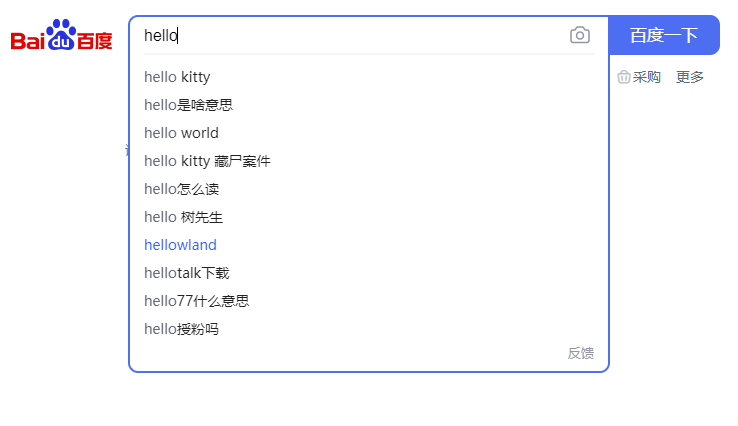 Bai du 百度
hello
百度一下
采购 更多
hello kitty
hello是啥意思
hello world
hello kitty 藏尸案件
hello怎么读
hello 树先生
hellowland
hellotalk下载
hello77什么意思
hello授粉吗
反馈